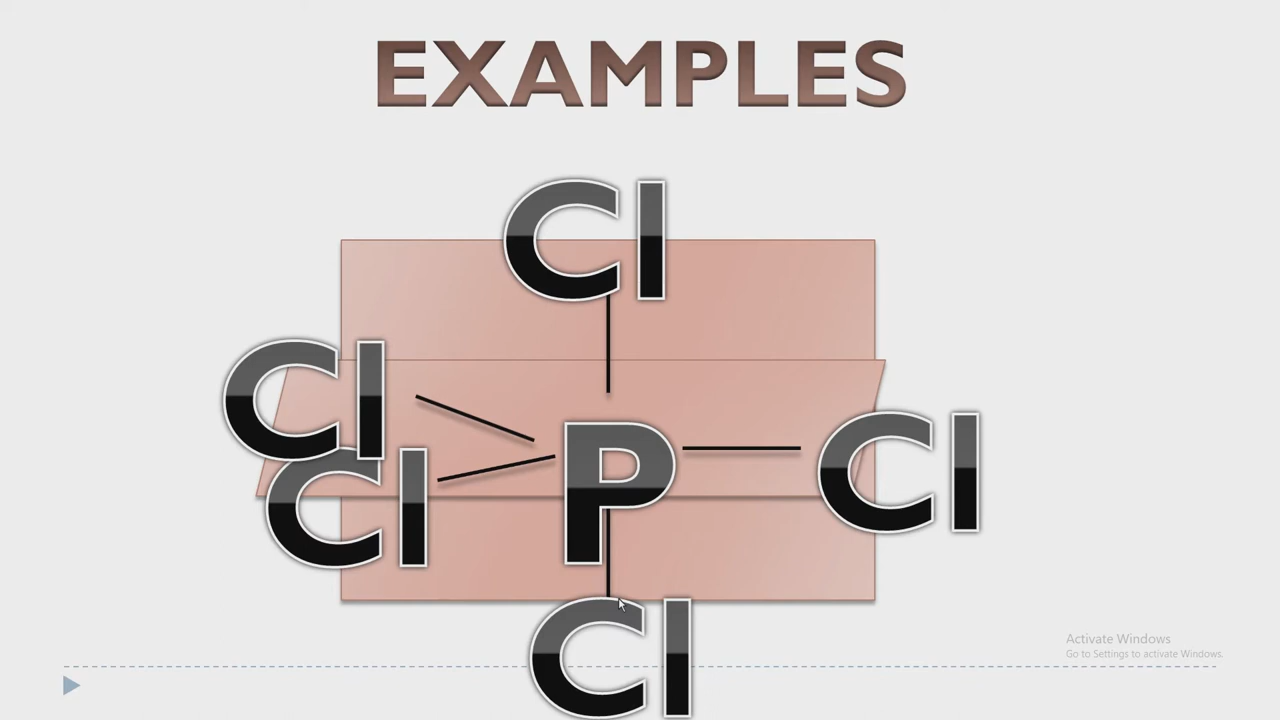 EXAMPLES
Cl
Cl
Cl
P
Cl
Cl
Activate Windows
Go to Settings to activate Windows.